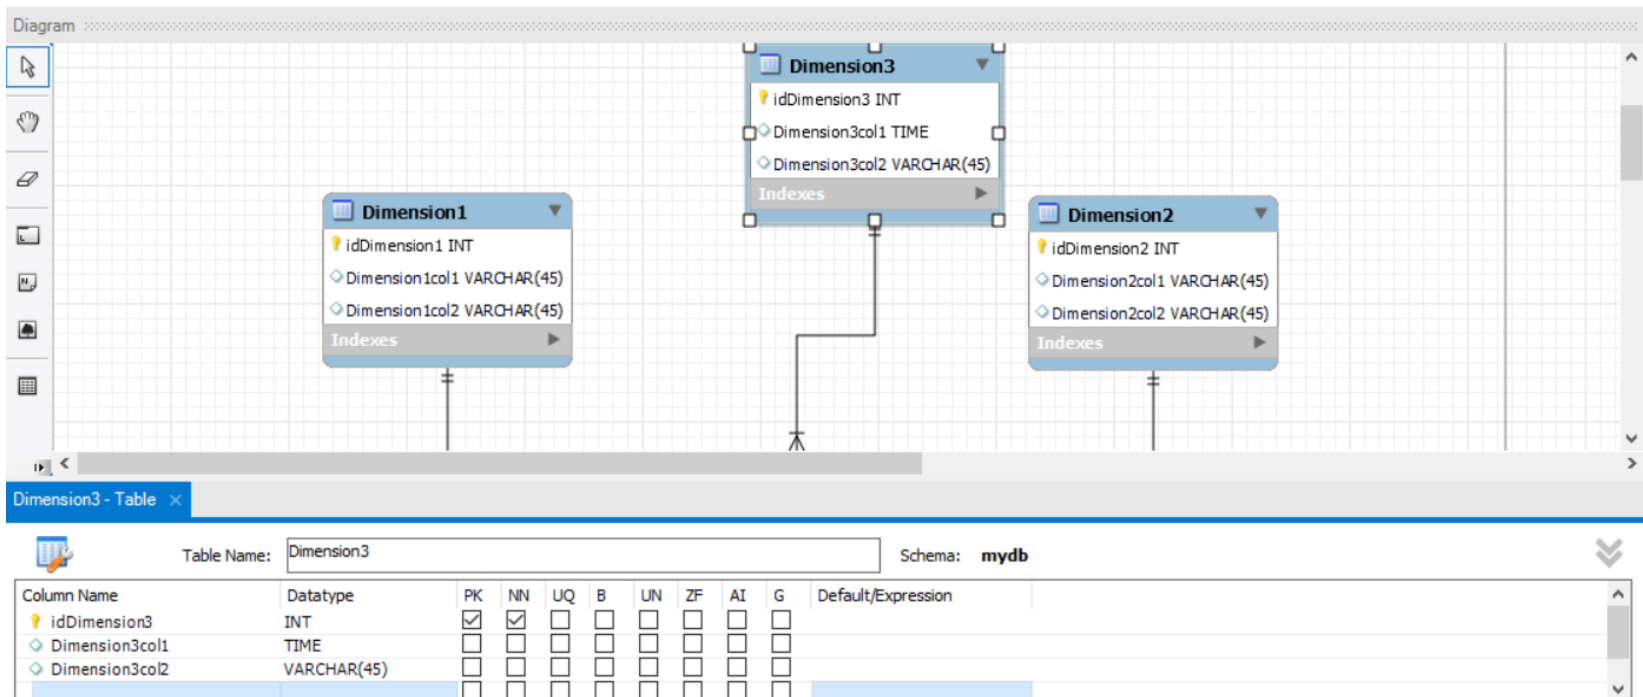 Diagram
Dimension3
idDimension3 INT
Dimension3col1 TIME
Dimension3col2 VARCHAR(45)
Indexes
Dimension1
idDimension1 INT
Dimension1col1 VARCHAR(45)
Dimension1col2 VARCHAR(45)
Indexes
Dimension2
idDimension2 INT
Dimension2col1 VARCHAR(45)
Dimension2col2 VARCHAR(45)
Indexes
Dimension3 - Table ×
Table Name: Dimension3 Schema: mydb
Column Name Datatype PK NN UQ B UN ZF AI G Default/Expression
idDimension3 INT
Dimension3col1 TIME
Dimension3col2 VARCHAR(45)